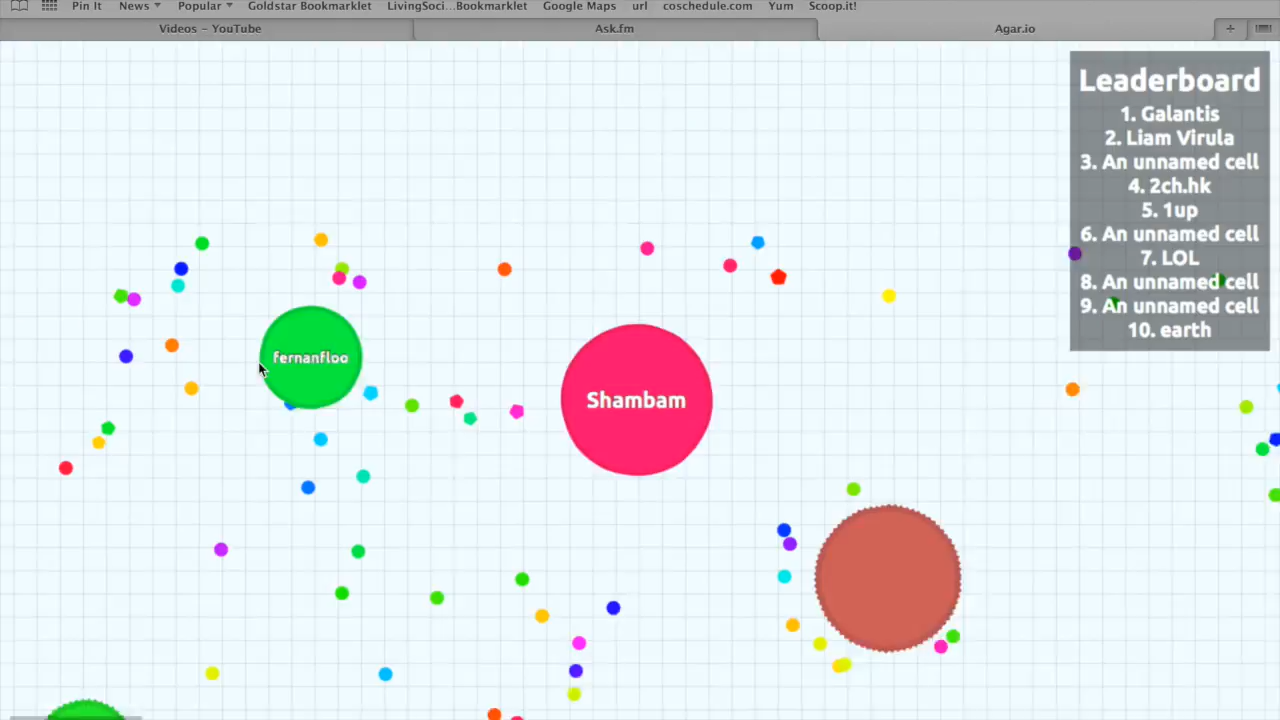 Pin It News Popular Goldstar Bookmarklet LivingSoci...Bookmarklet Google Maps url coschedule.com Yum Scoop.it!
Videos – YouTube Ask.fm Agar.io
Leaderboard
1. Galantis
2. Liam Virula
3. An unnamed cell
4. 2ch.hk
5. 1up
6. An unnamed cell
7. LOL
8. An unnamed cell
9. An unnamed cell
10. earth
fernanfloo
Shambam